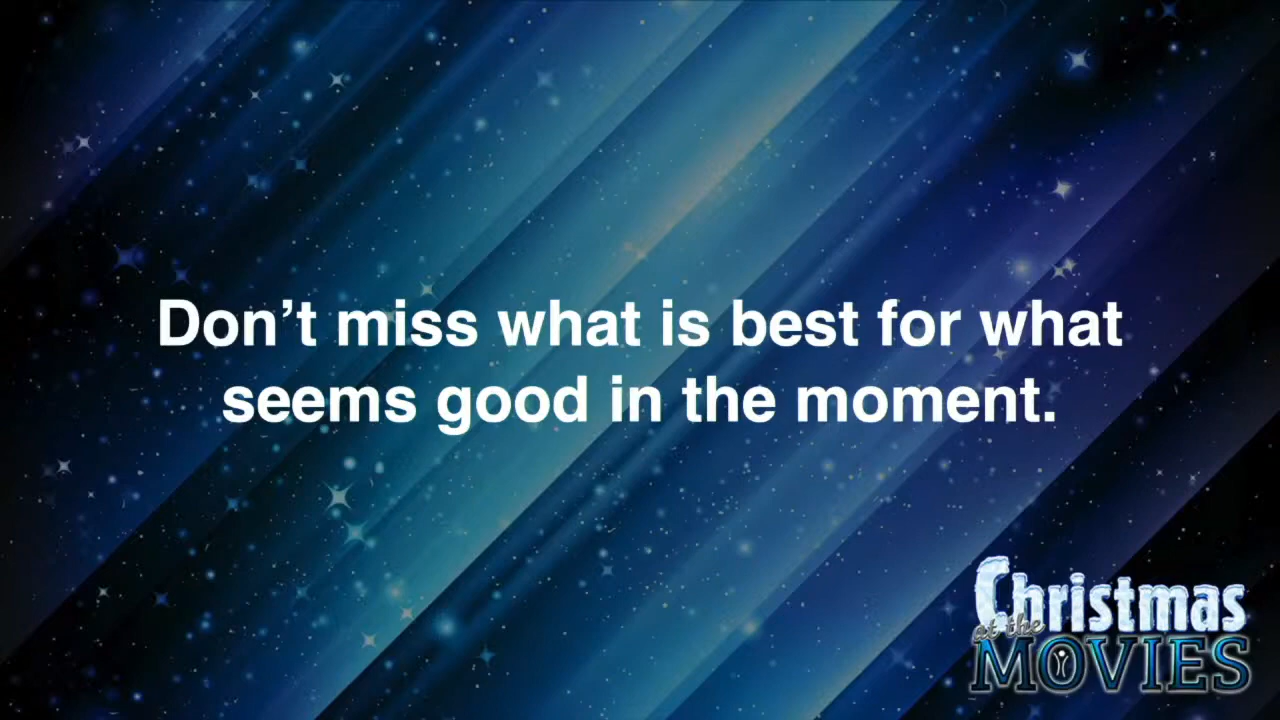 Don’t miss what is best for what
seems good in the moment.
Christmas
at the
MOVIES